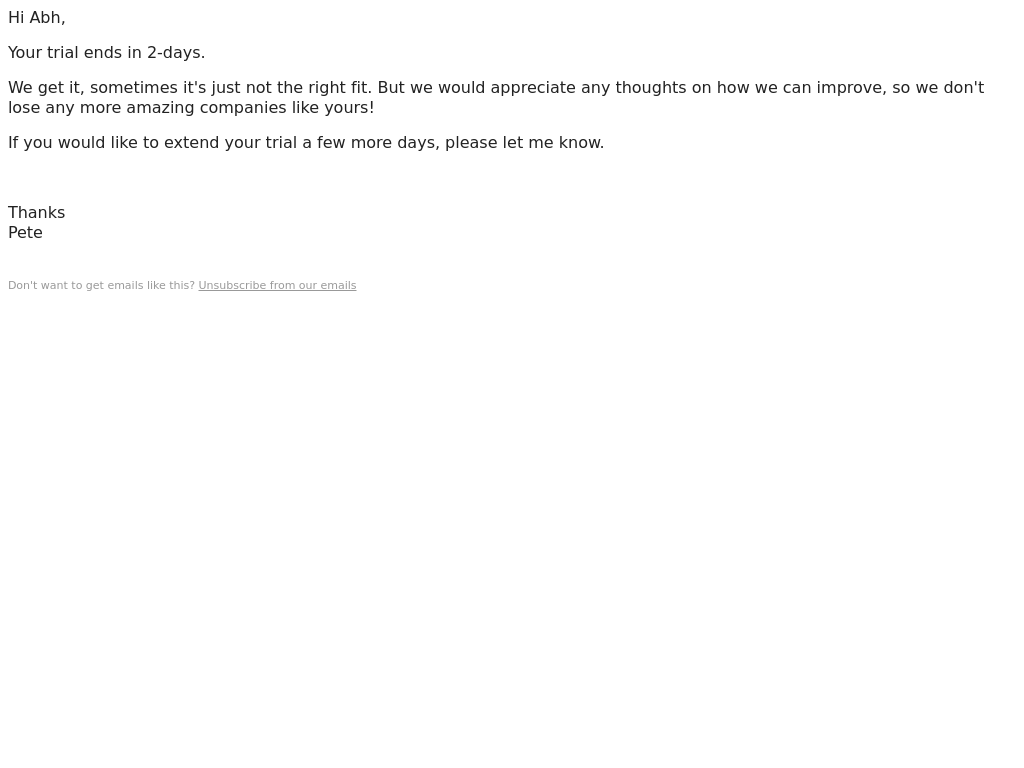 Hi Abh,
Your trial ends in 2-days.
We get it, sometimes it's just not the right fit. But we would appreciate any thoughts on how we can improve, so we don't
lose any more amazing companies like yours!
If you would like to extend your trial a few more days, please let me know.
Thanks
Pete
Don't want to get emails like this? Unsubscribe from our emails